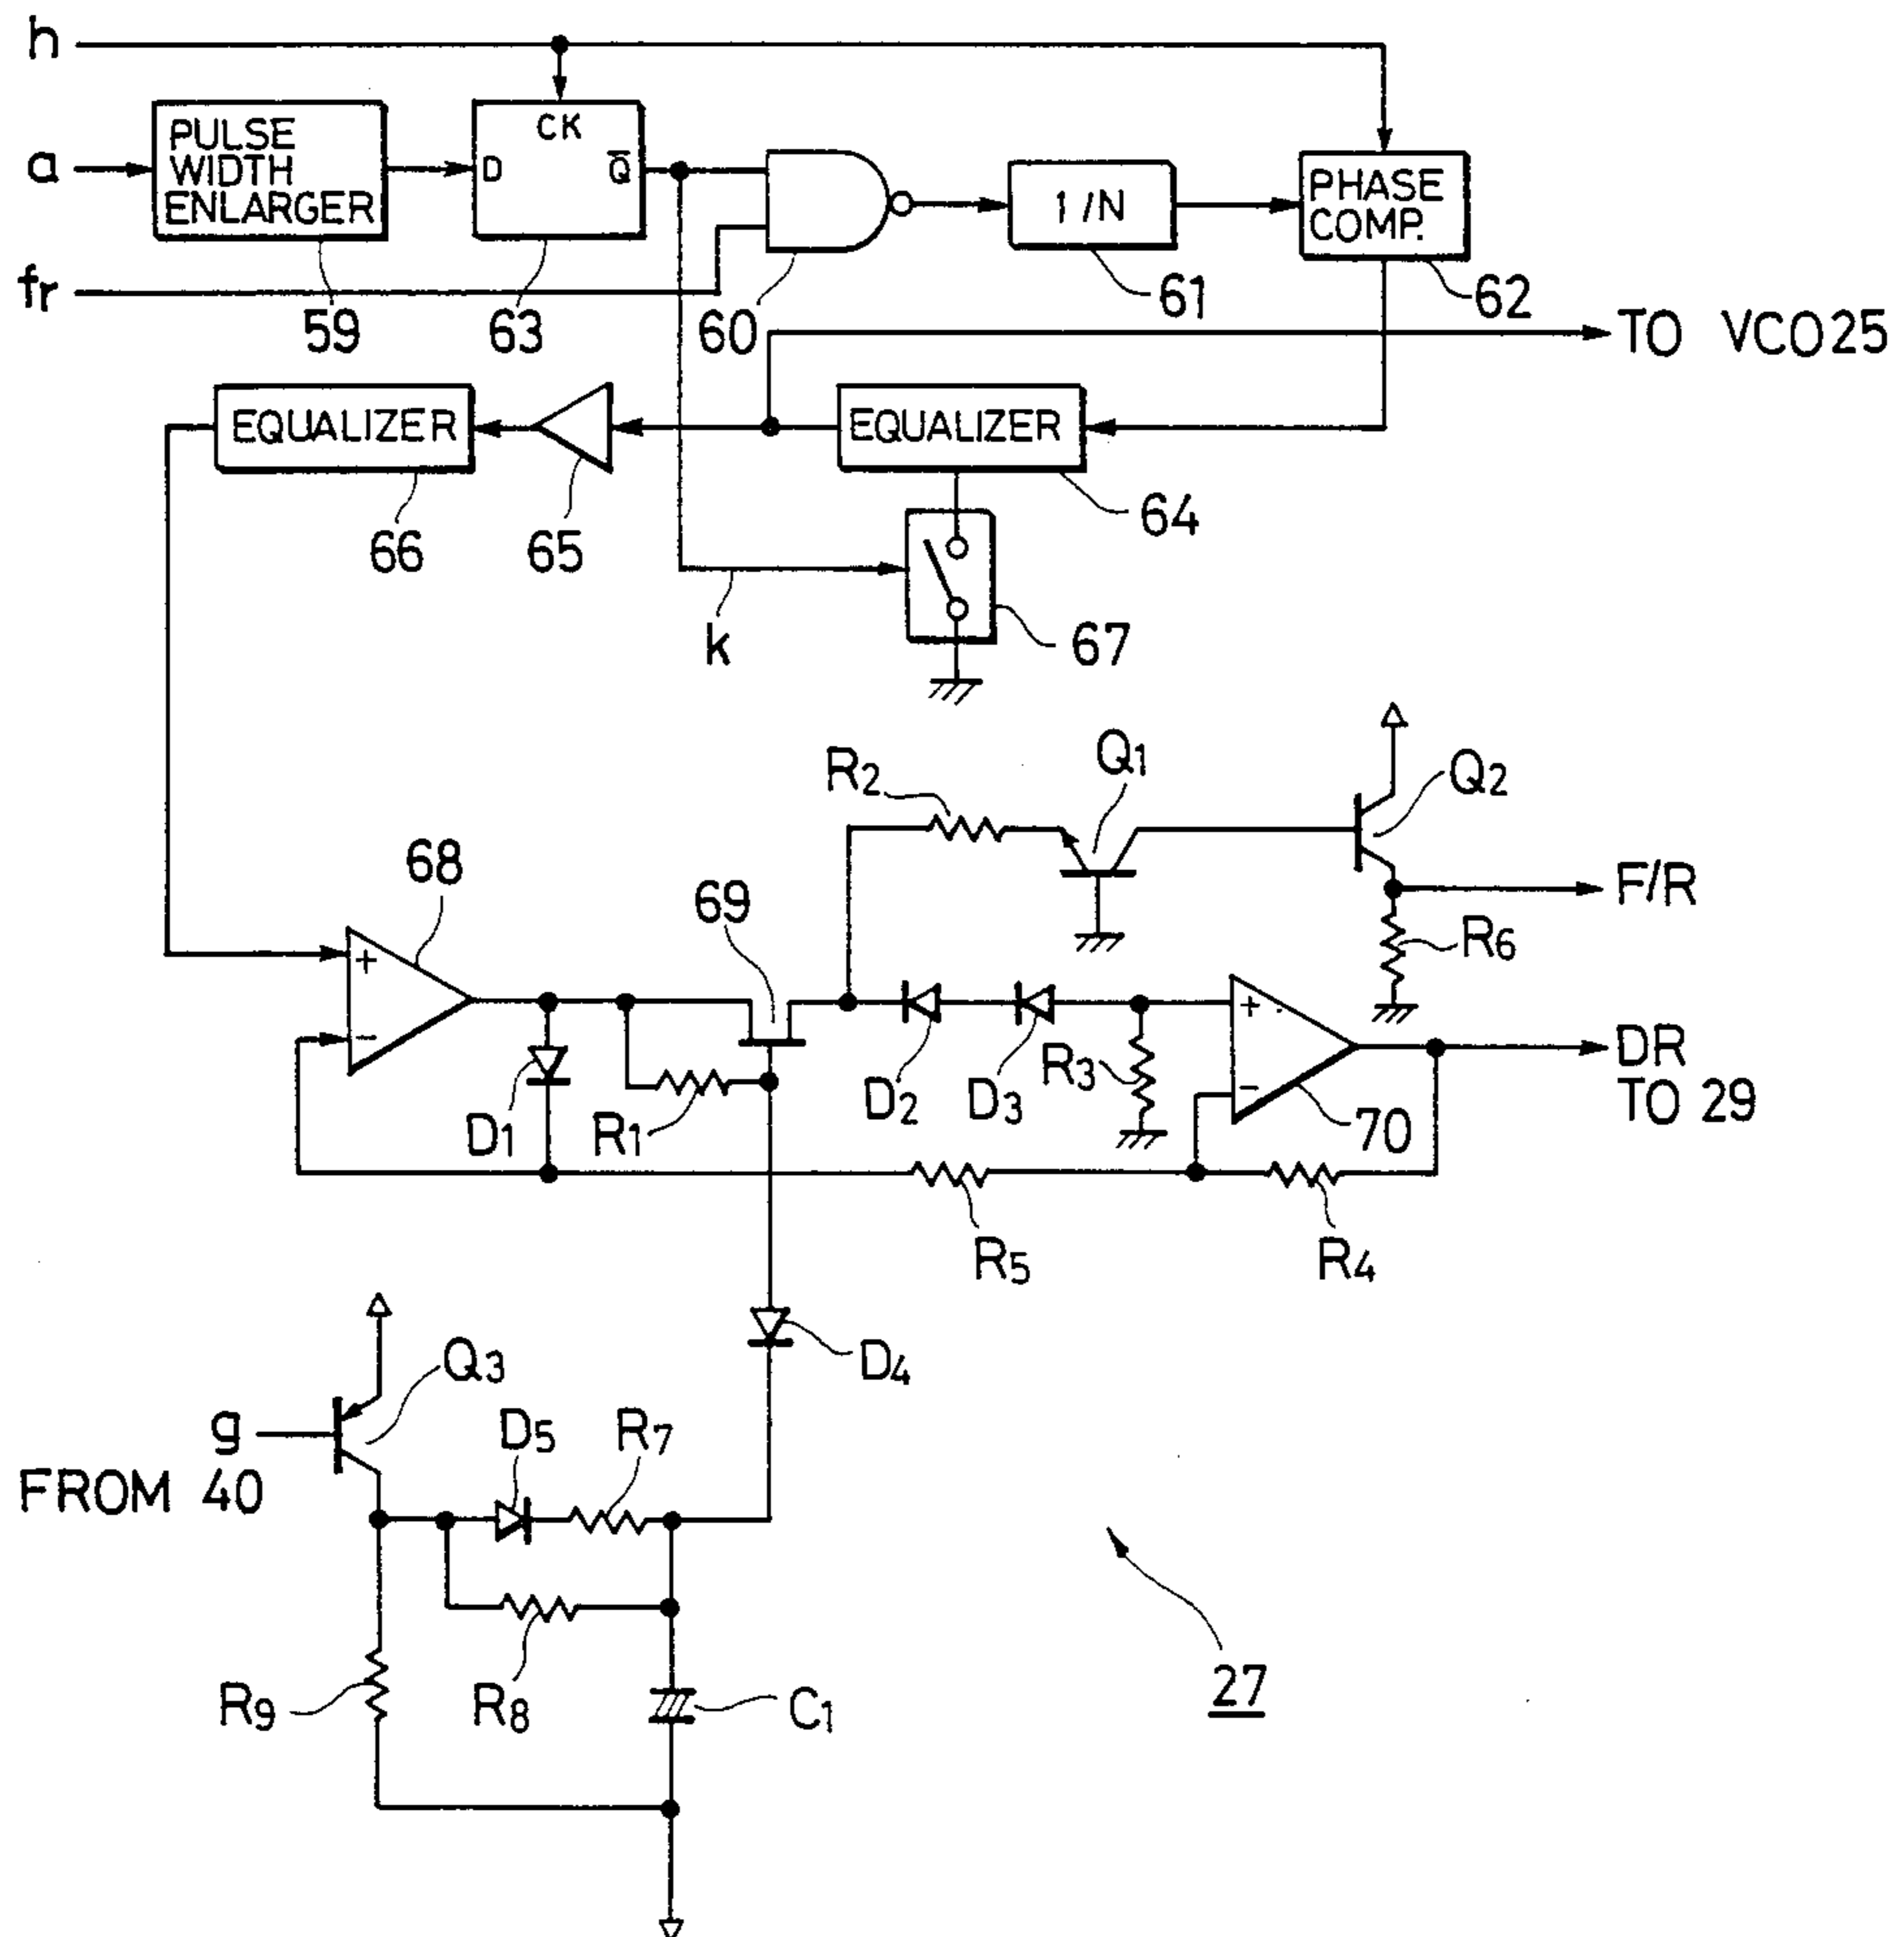 h
PULSE
WIDTH
ENLARGER
CK
D
Q̅
a
1/N
PHASE
COMP.
fr
59
63
60
61
62
TO VCO25
EQUALIZER
EQUALIZER
66
65
64
k
67
R2
Q1
Q2
68
69
F/R
R6
+
−
D1
R1
D2
D3
R3
+
−
70
DR
TO 29
R5
R4
Q3
D4
g
FROM 40
D5
R7
R9
R8
C1
27